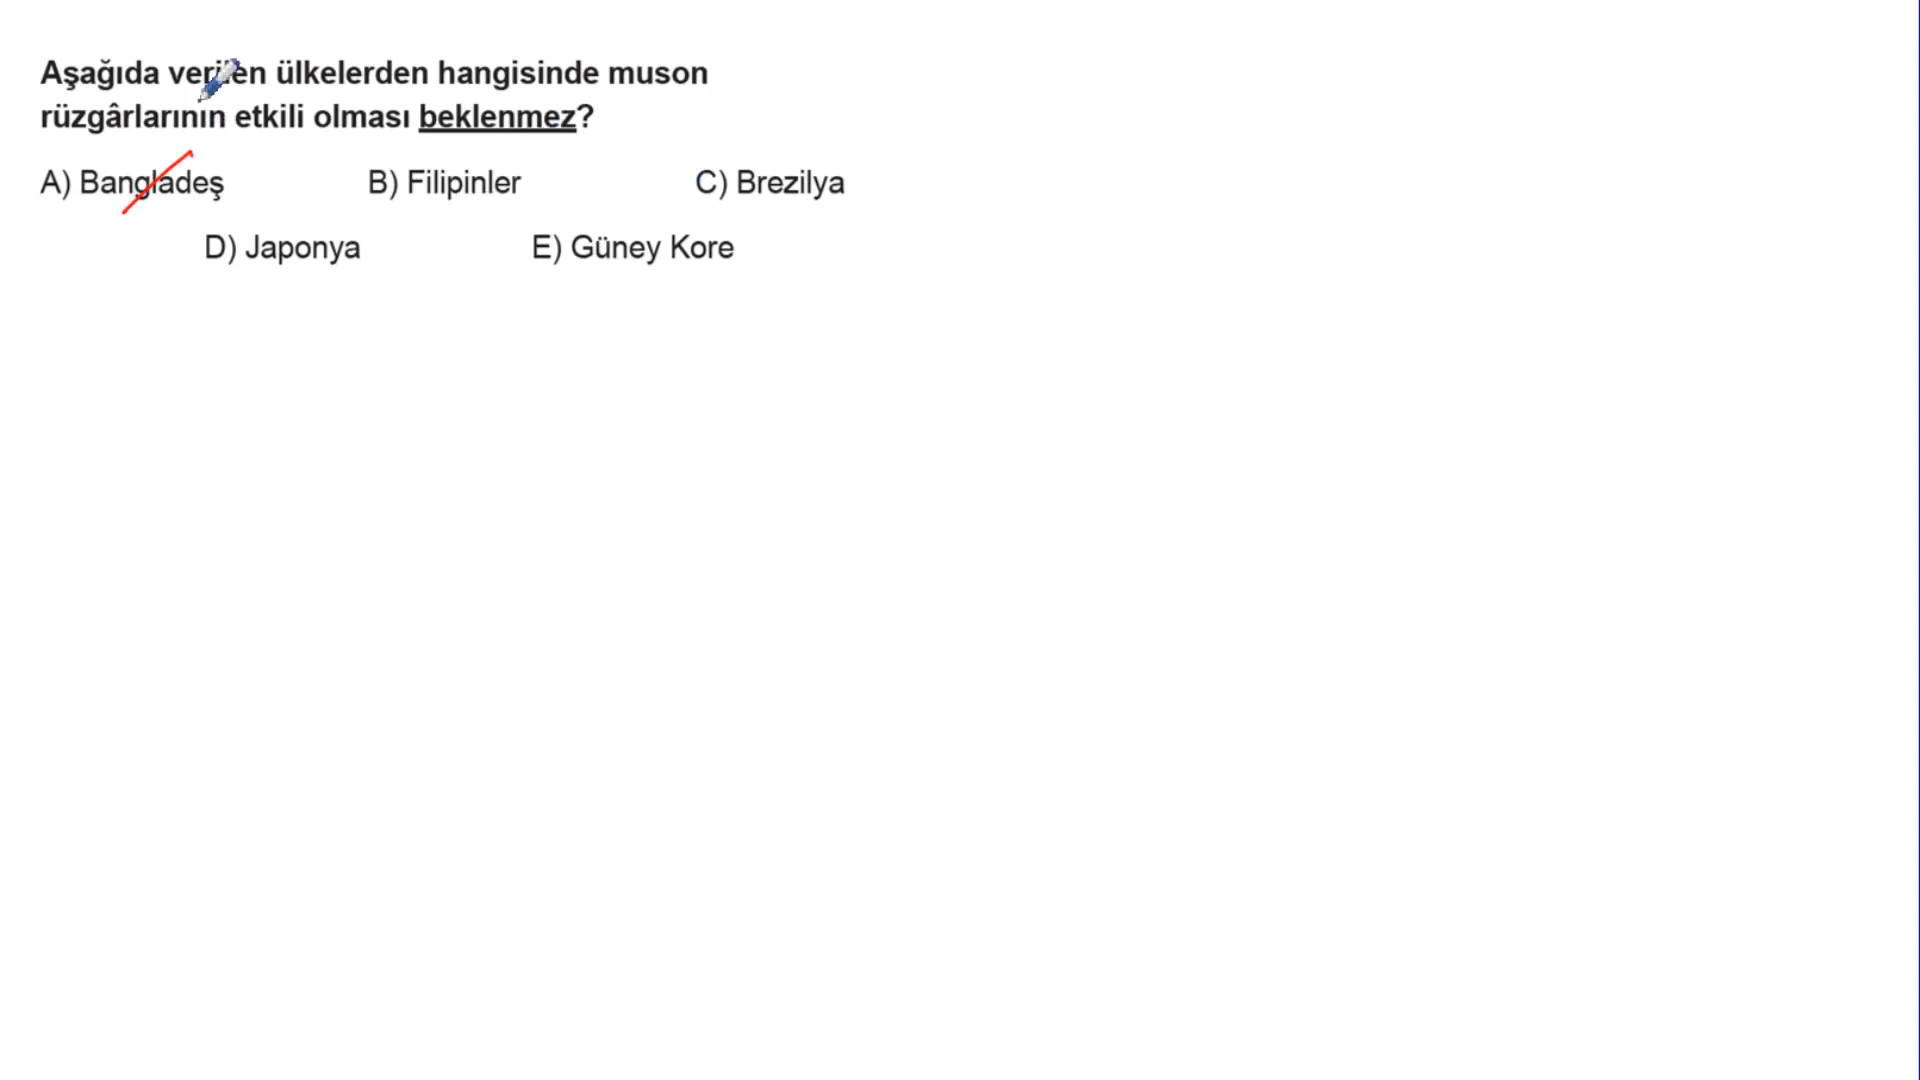 Aşağıda verilen ülkelerden hangisinde muson
rüzgârlarının etkili olması beklenmez?
A) Bangladeş B) Filipinler C) Brezilya
D) Japonya E) Güney Kore